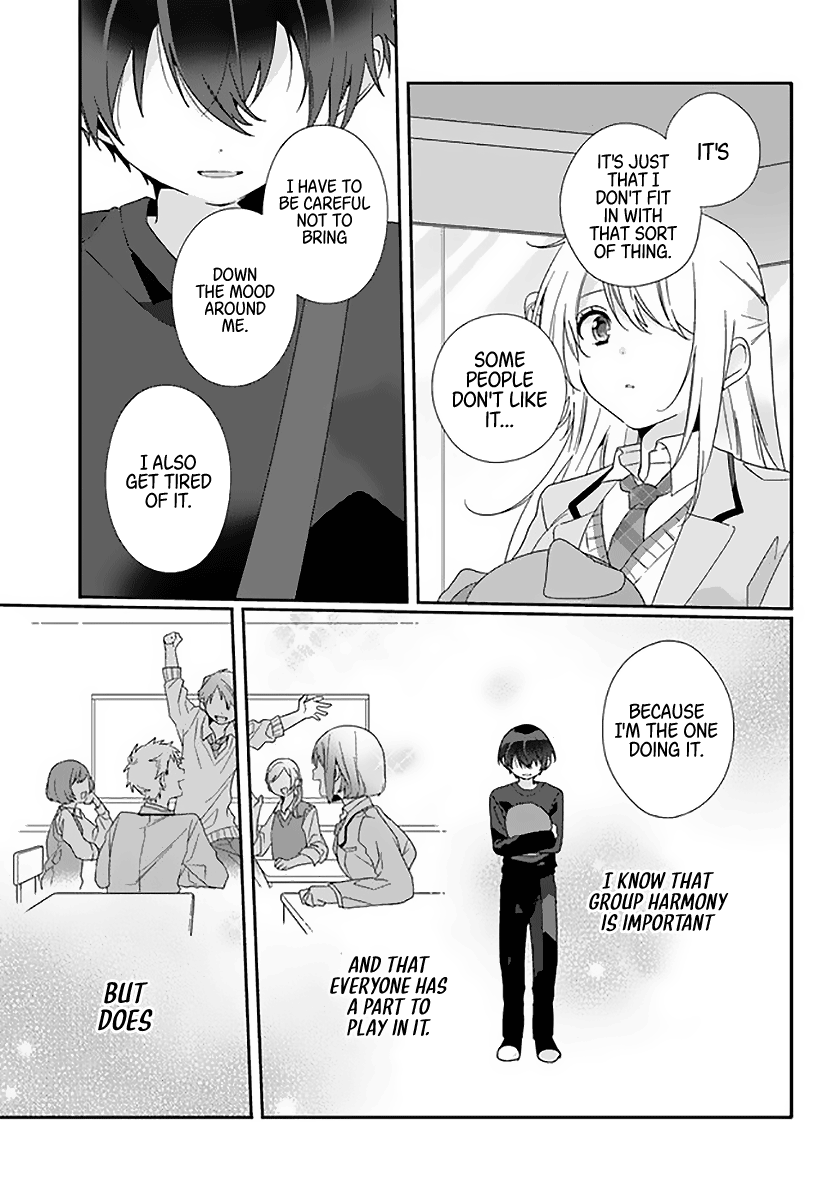 IT'S
IT'S JUST
THAT I
DON'T FIT
IN WITH
THAT SORT
OF THING.
SOME
PEOPLE
DON'T LIKE
IT...
I HAVE TO
BE CAREFUL
NOT TO
BRING
DOWN
THE MOOD
AROUND
ME.
I ALSO
GET TIRED
OF IT.
BECAUSE
I'M THE ONE
DOING IT.
I KNOW THAT
GROUP HARMONY
IS IMPORTANT
AND THAT
EVERYONE HAS
A PART TO
PLAY IN IT.
BUT
DOES